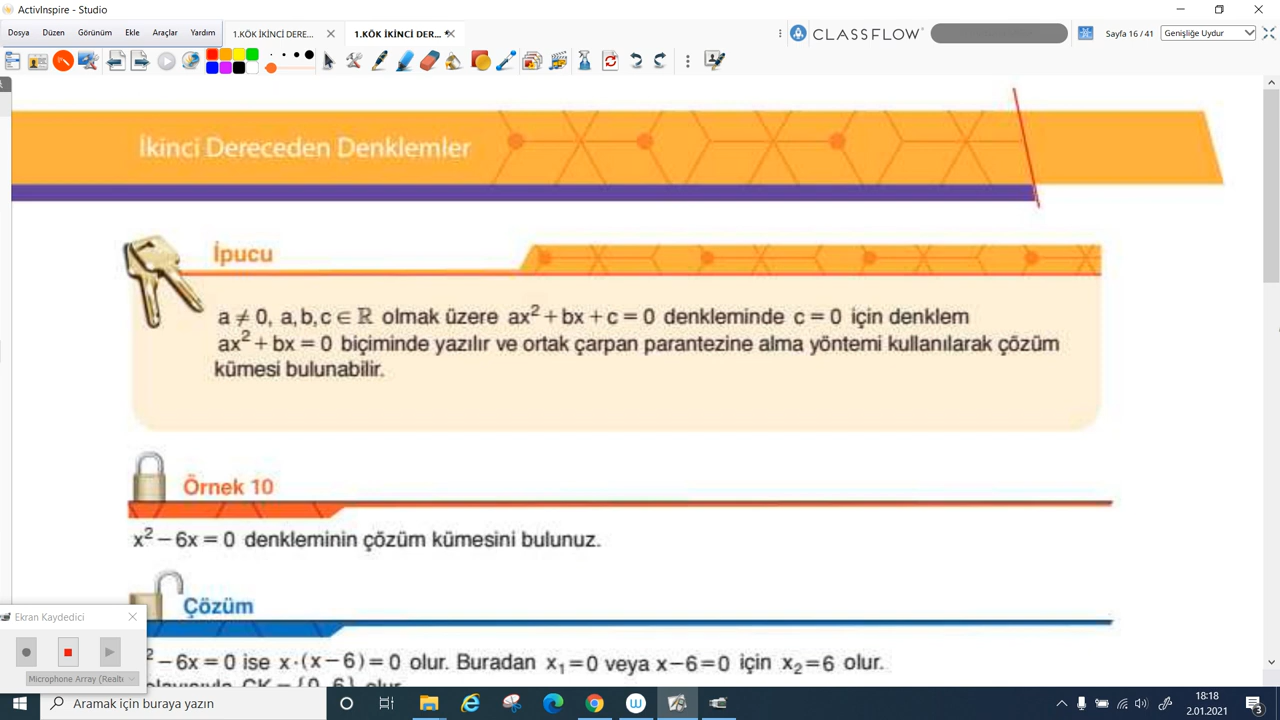 ActivInspire - Studio
Dosya Düzen Görünüm Ekle Araçlar Yardım
1.KÖK İKİNCİ DERE...
1.KÖK İKİNCİ DER...
CLASSFLOW
Sayfa 16 / 41
Genişliğe Uydur
İkinci Dereceden Denklemler
İpucu
a ≠ 0, a, b, c ∈ ℝ olmak üzere ax² + bx + c = 0 denkleminde c = 0 için denklem
ax² + bx = 0 biçiminde yazılır ve ortak çarpan parantezine alma yöntemi kullanılarak çözüm
kümesi bulunabilir.
Örnek 10
x² − 6x = 0 denkleminin çözüm kümesini bulunuz.
Çözüm
² − 6x = 0 ise x·(x − 6) = 0 olur. Buradan x₁ = 0 veya x − 6 = 0 için x₂ = 6 olur.
Ekran Kaydedici
Microphone Array (Realte
Aramak için buraya yazın
18:18
2.01.2021
3